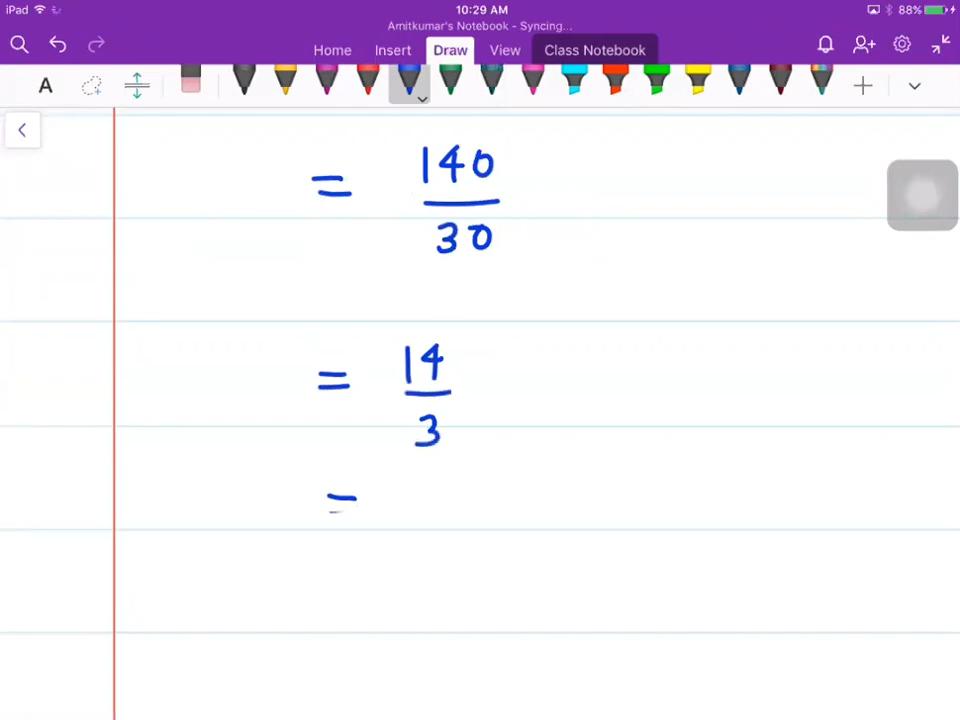 iPad 10:29 AM 88%
Amitkumar's Notebook - Syncing...
Home Insert Draw View Class Notebook
A
= 140/30
= 14/3
=